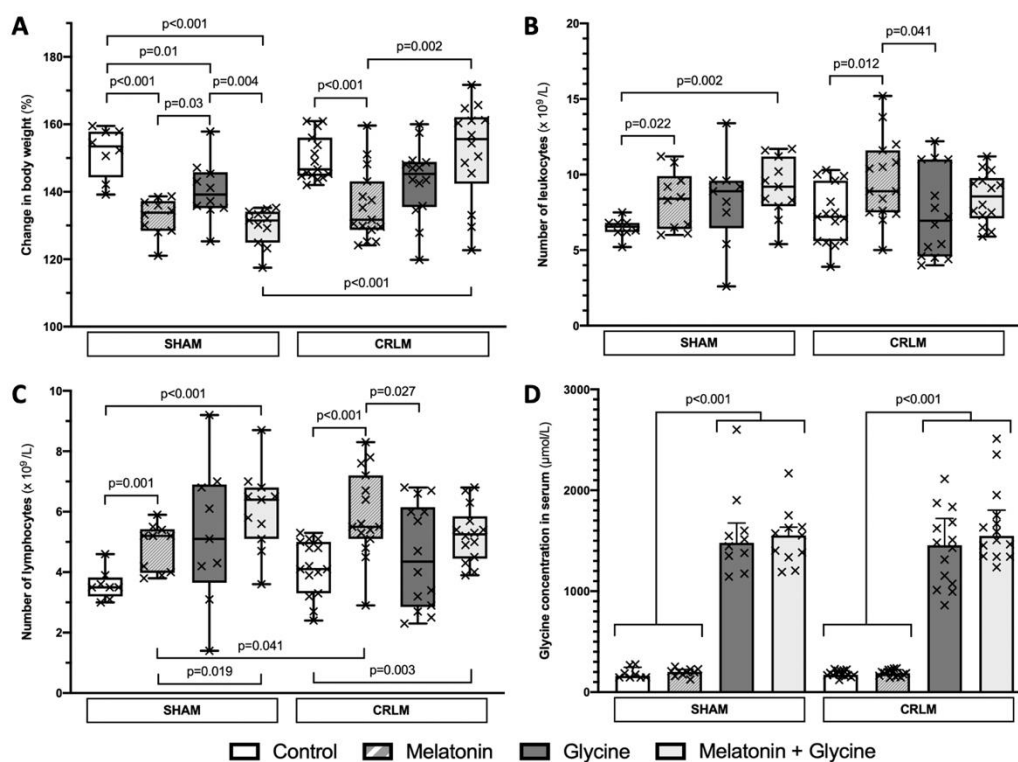 A
Change in body weight (%)
190
180
160
140
120
100
p<0.001
p=0.01
p<0.001
p=0.004
p=0.03
p=0.002
p<0.001
p<0.001
SHAM
CRLM
B
Number of leukocytes (x 10⁹/L)
20
15
10
5
0
p=0.041
p=0.012
p=0.002
p=0.022
SHAM
CRLM
C
Number of lymphocytes (x 10⁹/L)
10
8
6
4
2
0
p<0.001
p=0.027
p<0.001
p=0.001
p=0.041
p=0.019
p=0.003
SHAM
CRLM
D
Glycine concentration in serum (µmol/L)
3000
2000
1000
0
p<0.001
p<0.001
SHAM
CRLM
Control
Melatonin
Glycine
Melatonin + Glycine